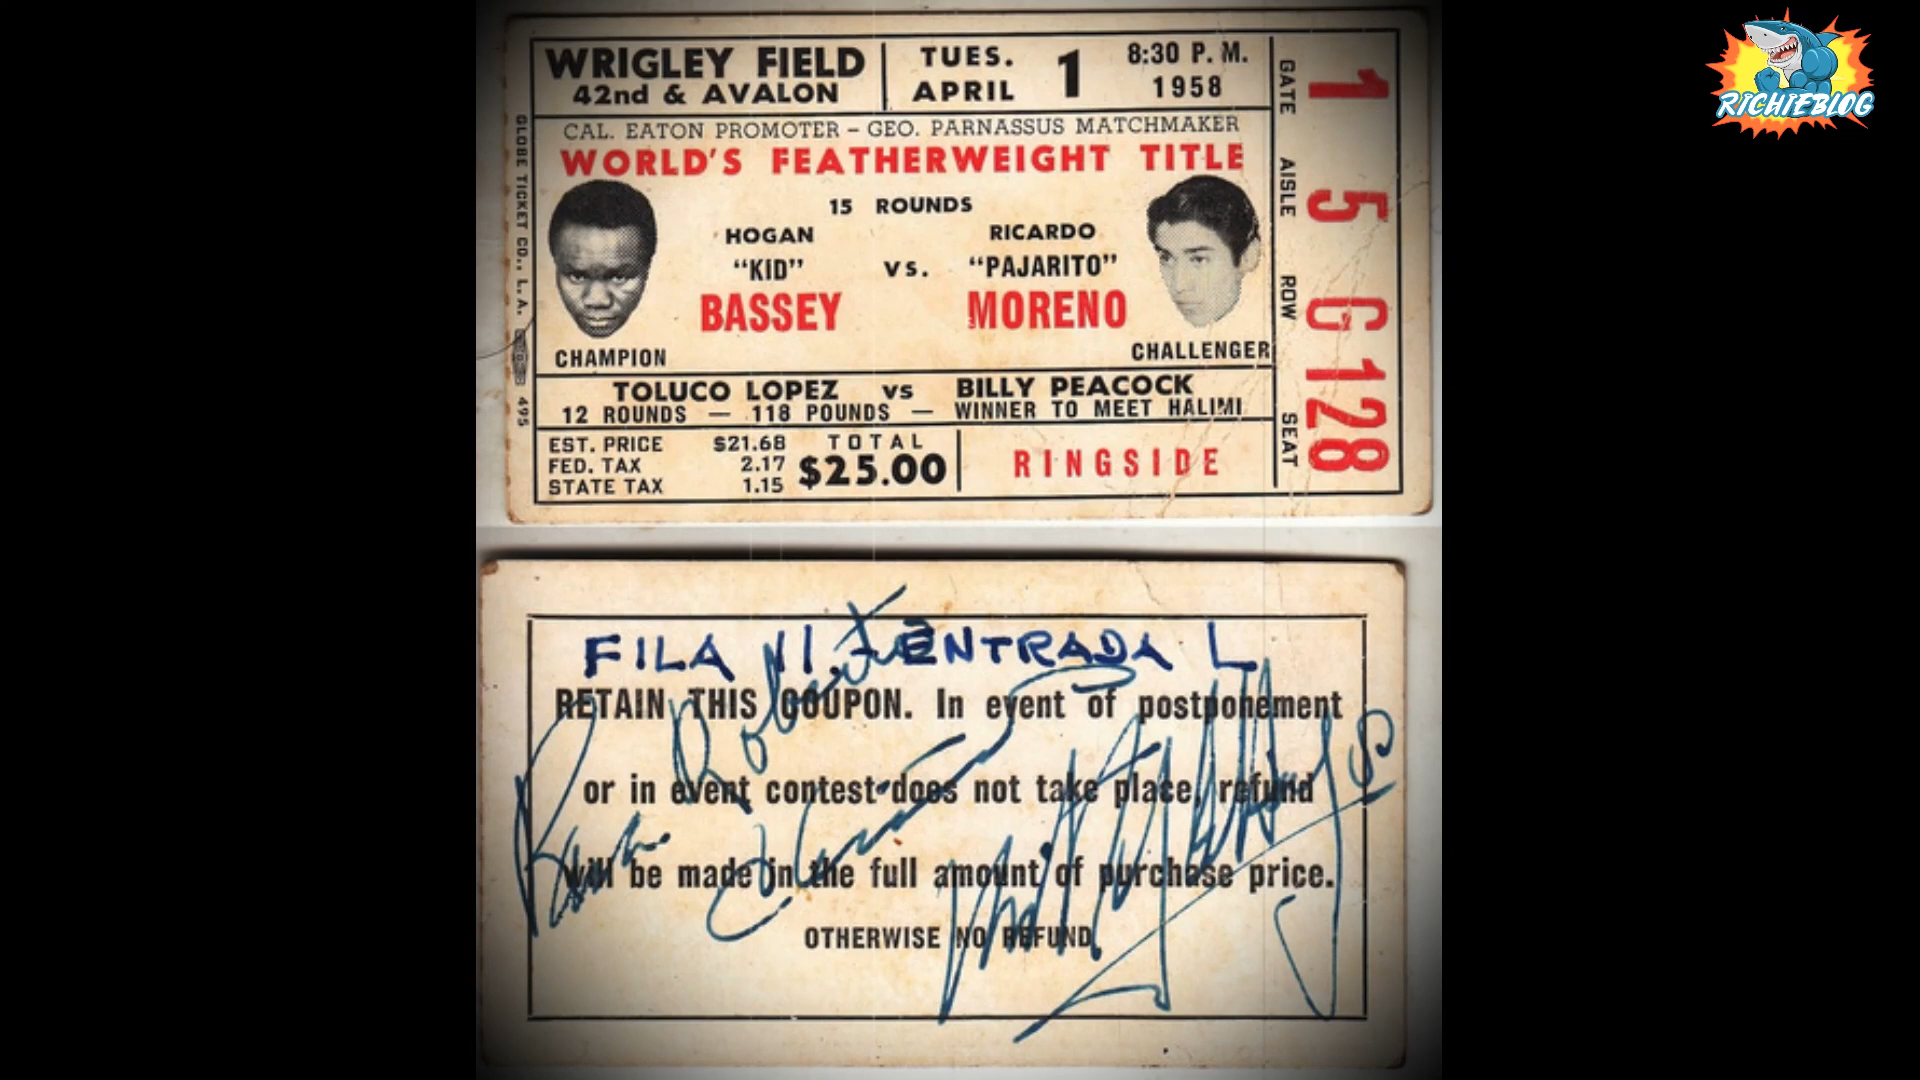 WRIGLEY FIELD
42nd & AVALON
TUES.
APRIL 1
8:30 P. M.
1958
CAL. EATON PROMOTER – GEO. PARNASSUS MATCHMAKER
WORLD'S FEATHERWEIGHT TITLE
15 ROUNDS
HOGAN
"KID"
BASSEY
VS.
RICARDO
"PAJARITO"
MORENO
CHAMPION
CHALLENGER
TOLUCO LOPEZ vs BILLY PEACOCK
12 ROUNDS — 118 POUNDS — WINNER TO MEET HALIMI
EST. PRICE $21.68
FED. TAX 2.17
STATE TAX 1.15
TOTAL
$25.00
RINGSIDE
GATE 1
AISLE 5
ROW G
SEAT 128
GLOBE TICKET CO., L. A.
495
RICHIEBLOG
FILA 11. ENTRADA L
RETAIN THIS COUPON. In event of postponement
or in event contest does not take place, refund
will be made in the full amount of purchase price.
OTHERWISE NO REFUND.